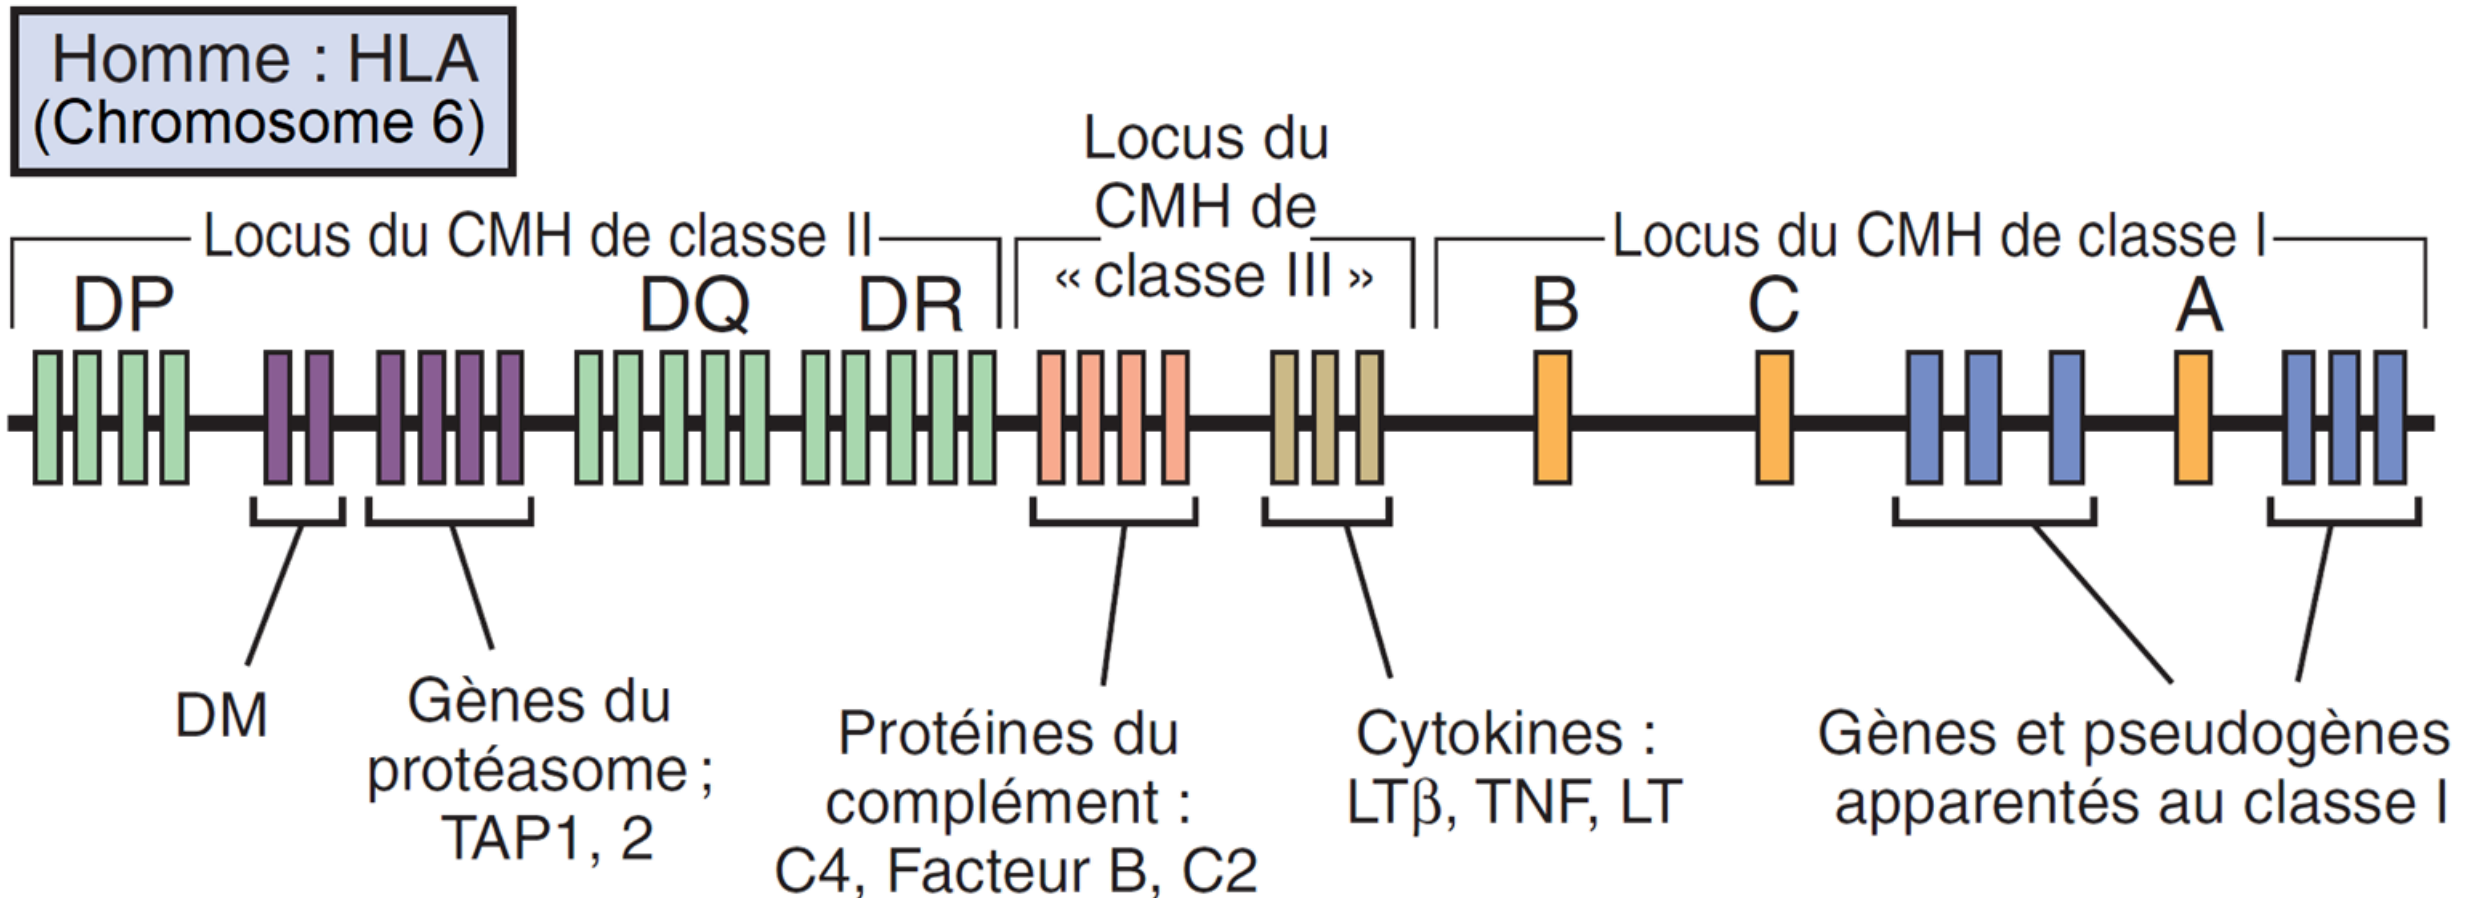 Homme : HLA
(Chromosome 6)
Locus du CMH de classe II
Locus du
CMH de
« classe III »
Locus du CMH de classe I
DP
DQ
DR
B
C
A
DM
Gènes du
protéasome ;
TAP1, 2
Protéines du
complément :
C4, Facteur B, C2
Cytokines :
LTβ, TNF, LT
Gènes et pseudogènes
apparentés au classe I